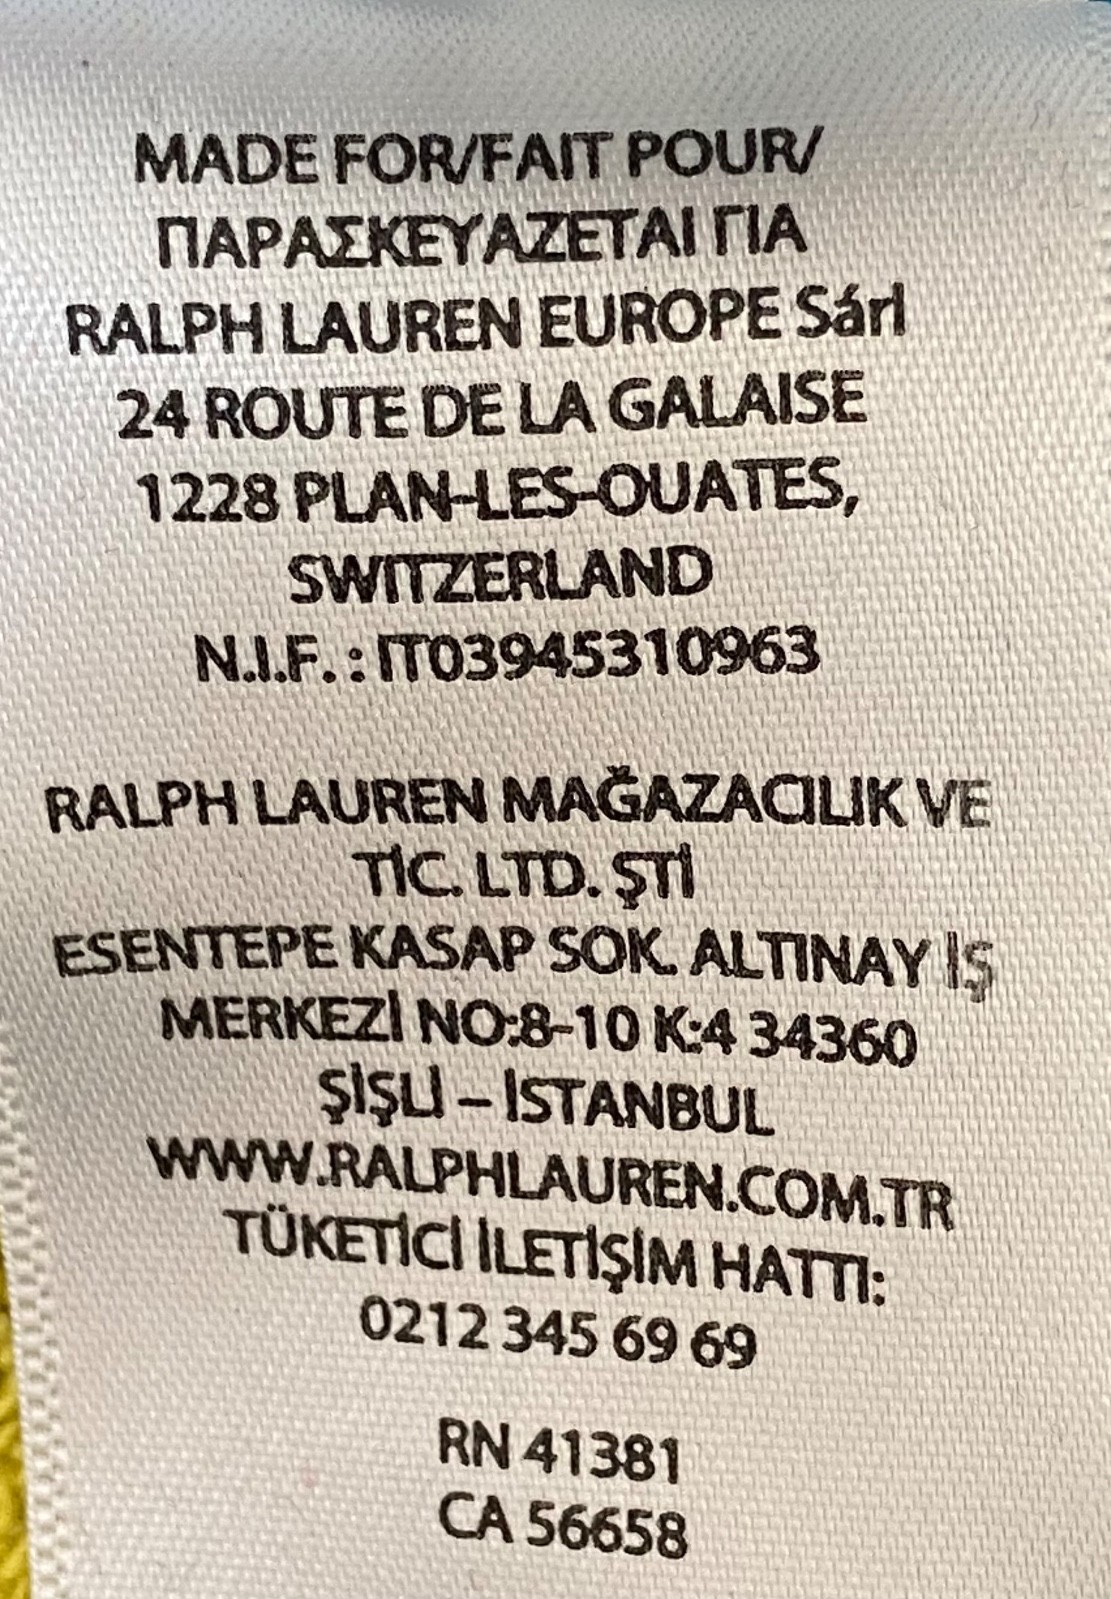 MADE FOR/FAIT POUR/
ΠΑΡΑΣΚΕΥΑΖΕΤΑΙ ΓΙΑ
RALPH LAUREN EUROPE Sárl
24 ROUTE DE LA GALAISE
1228 PLAN-LES-OUATES,
SWITZERLAND
N.I.F. : IT03945310963
RALPH LAUREN MAĞAZACILIK VE
TİC. LTD. ŞTİ
ESENTEPE KASAP SOK. ALTINAY İŞ
MERKEZİ NO:8-10 K:4 34360
ŞİŞLİ – İSTANBUL
WWW.RALPHLAUREN.COM.TR
TÜKETİCİ İLETİŞİM HATTI:
0212 345 69 69
RN 41381
CA 56658